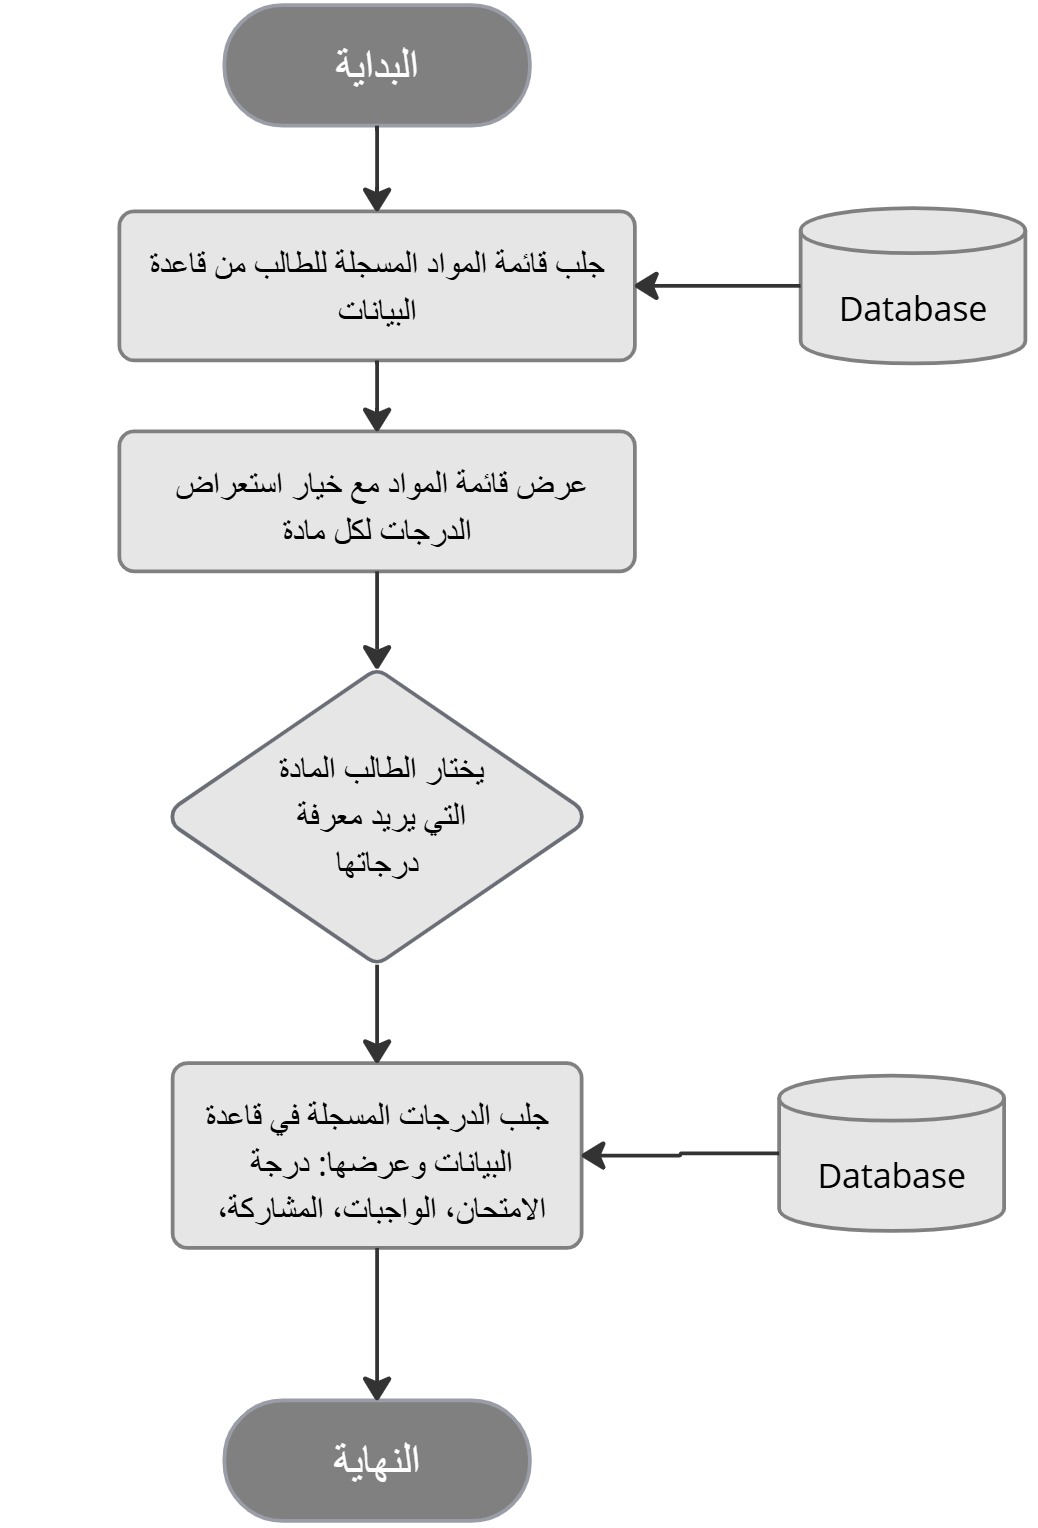 البداية
جلب قائمة المواد المسجلة للطالب من قاعدة
البيانات
Database
عرض قائمة المواد مع خيار استعراض
الدرجات لكل مادة
يختار الطالب المادة
التي يريد معرفة
درجاتها
جلب الدرجات المسجلة في قاعدة
البيانات وعرضها: درجة
الامتحان، الواجبات، المشاركة،
Database
النهاية